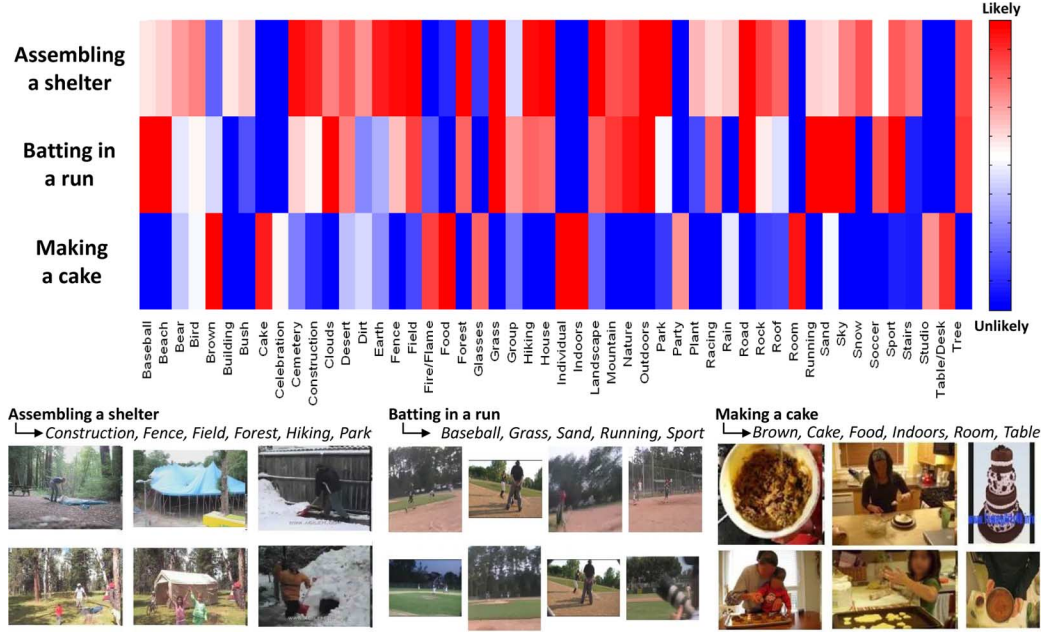 Likely
Assembling
a shelter
Batting in
a run
Making
a cake
Unlikely
Baseball
Beach
Bear
Bird
Brown
Building
Bush
Cake
Celebration
Cemetery
Construction
Clouds
Desert
Dirt
Earth
Fence
Field
Fire/Flame
Food
Forest
Glasses
Grass
Group
Hiking
House
Individual
Indoors
Landscape
Mountain
Nature
Outdoors
Park
Party
Plant
Racing
Rain
Road
Rock
Roof
Room
Running
Sand
Sky
Snow
Soccer
Sport
Stairs
Studio
Table/Desk
Tree
Assembling a shelter
Construction, Fence, Field, Forest, Hiking, Park
Batting in a run
Baseball, Grass, Sand, Running, Sport
Making a cake
Brown, Cake, Food, Indoors, Room, Table